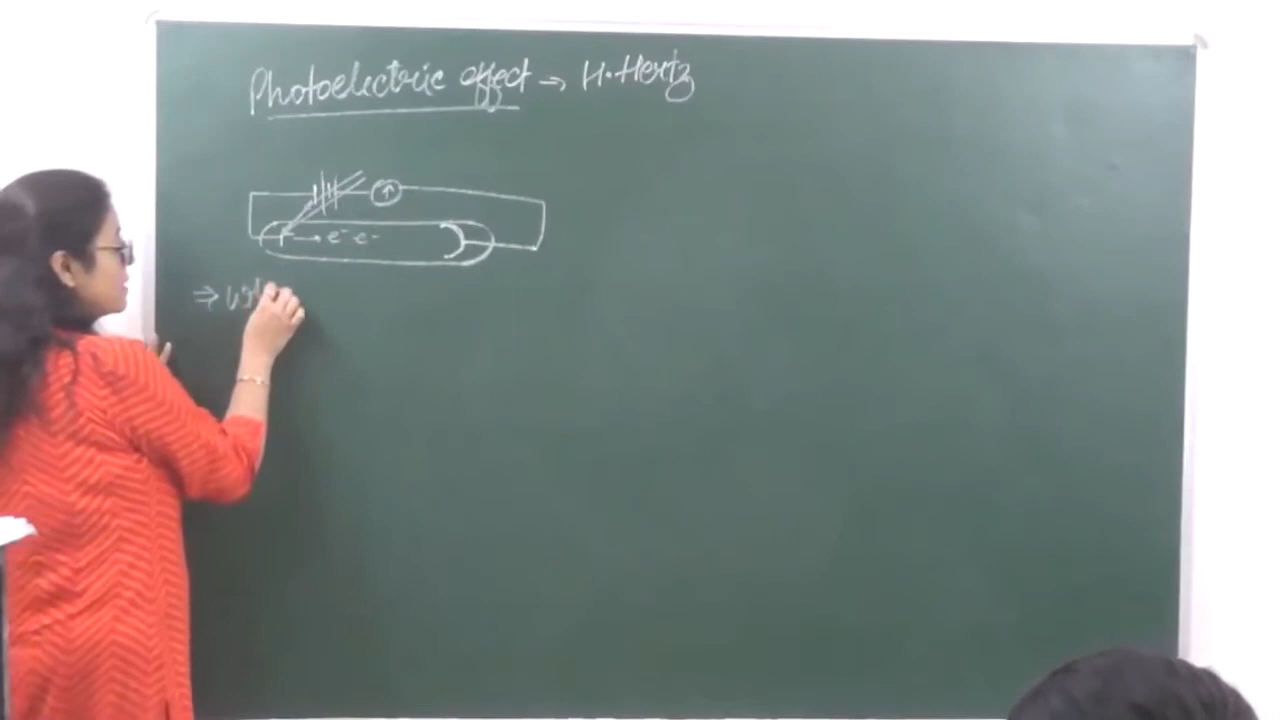 Photoelectric effect → H. Hertz
→ e⁻ e⁻
⇒